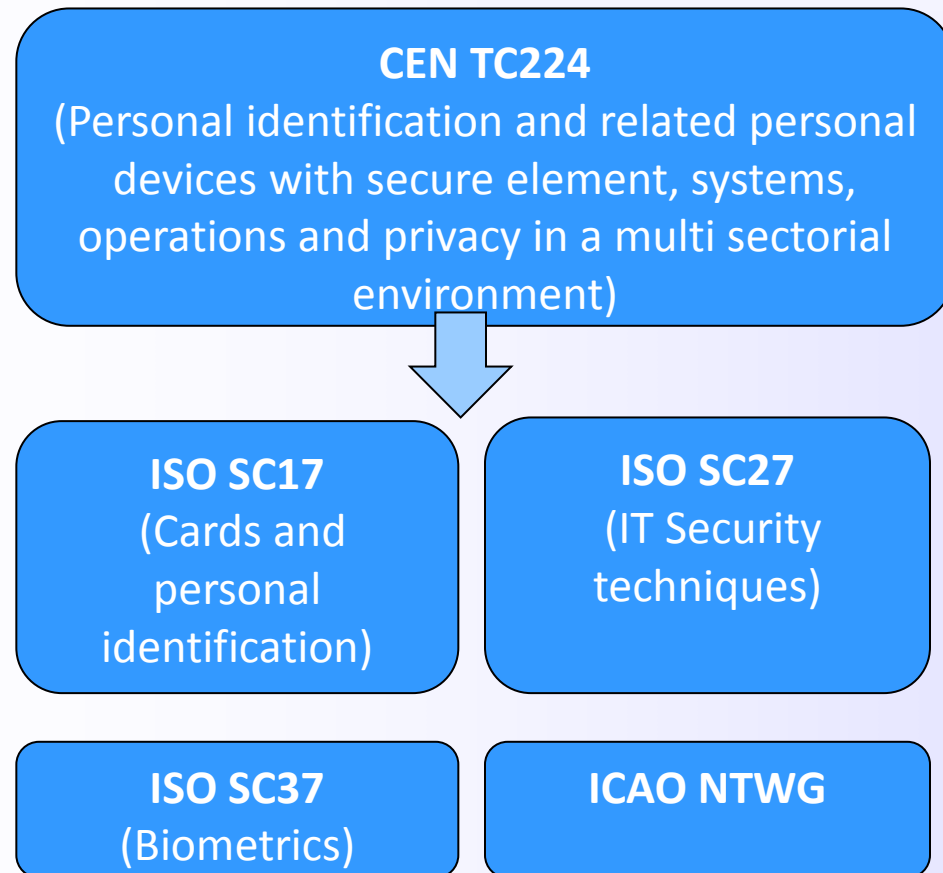 CEN TC224
(Personal identification and related personal
devices with secure element, systems,
operations and privacy in a multi sectorial
environment)
ISO SC17
(Cards and
personal
identification)
ISO SC27
(IT Security
techniques)
ISO SC37
(Biometrics)
ICAO NTWG